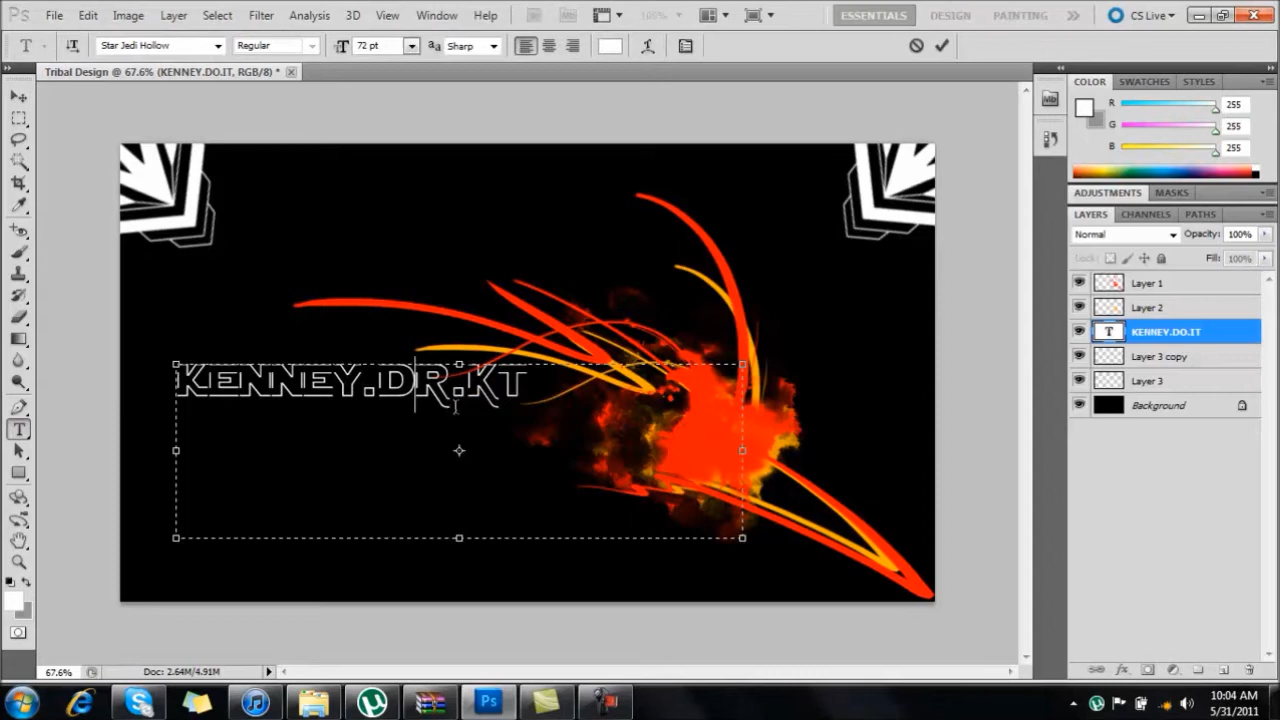 Ps File Edit Image Layer Select Filter Analysis 3D View Window Help 100% ESSENTIALS DESIGN PAINTING CS Live
T Star Jedi Hollow Regular 72 pt aa Sharp
Tribal Design @ 67.6% (KENNEY.DO.IT, RGB/8) *
COLOR SWATCHES STYLES
R 255
G 255
B 255
ADJUSTMENTS MASKS
LAYERS CHANNELS PATHS
Normal Opacity: 100%
Lock: Fill: 100%
Layer 1
Layer 2
T KENNEY.DO.IT
Layer 3 copy
Layer 3
Background
KENNEY.DR.KT
67.6% Doc: 2.64M/4.91M
Ps
10:04 AM
5/31/2011